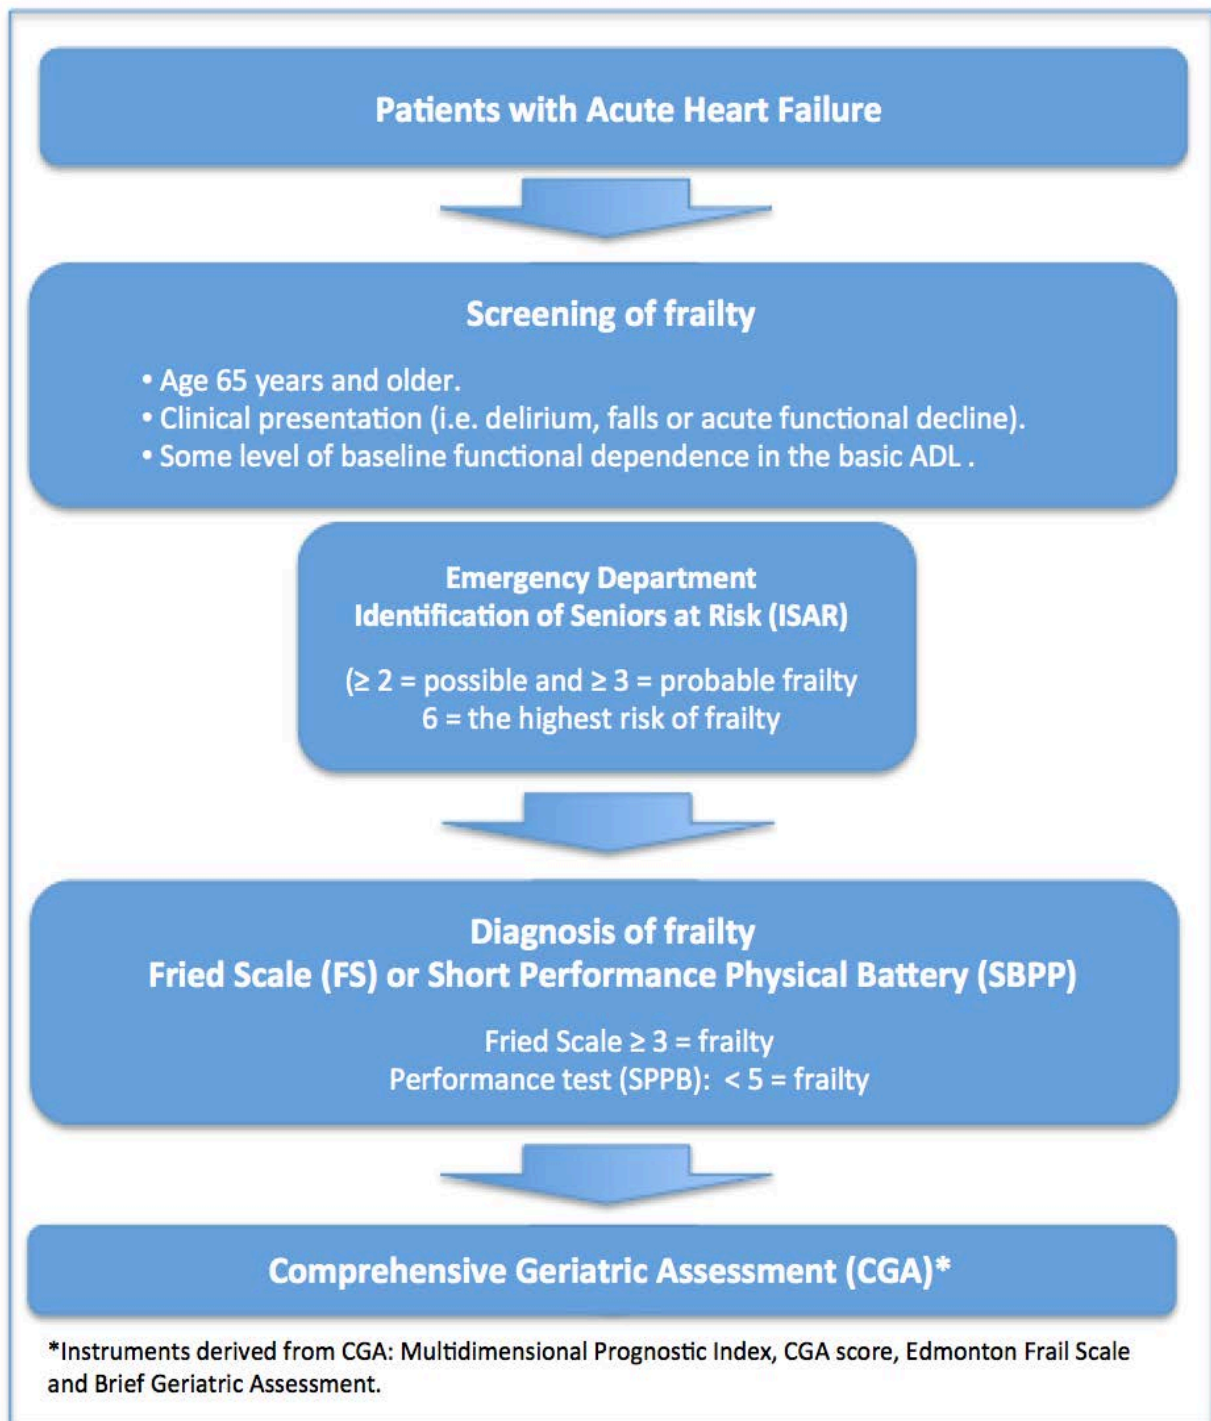 Patients with Acute Heart Failure
Screening of frailty
• Age 65 years and older.
• Clinical presentation (i.e. delirium, falls or acute functional decline).
• Some level of baseline functional dependence in the basic ADL .
Emergency Department
Identification of Seniors at Risk (ISAR)
(≥ 2 = possible and ≥ 3 = probable frailty
6 = the highest risk of frailty
Diagnosis of frailty
Fried Scale (FS) or Short Performance Physical Battery (SBPP)
Fried Scale ≥ 3 = frailty
Performance test (SPPB): < 5 = frailty
Comprehensive Geriatric Assessment (CGA)*
*Instruments derived from CGA: Multidimensional Prognostic Index, CGA score, Edmonton Frail Scale
and Brief Geriatric Assessment.